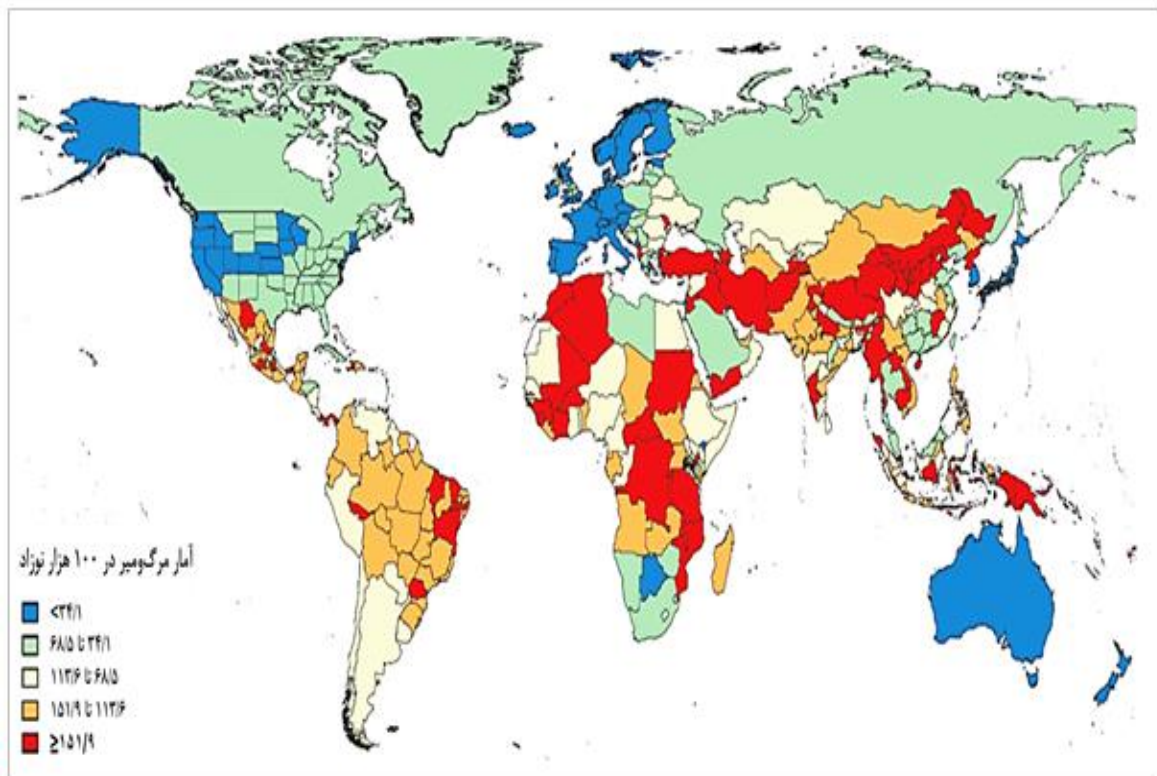 آمار مرگ‌ومیر در ۱۰۰ هزار نوزاد
<۳۴/۱
۳۴/۱ تا ۶۸/۵
۶۸/۵ تا ۱۱۳/۶
۱۱۳/۶ تا ۱۵۱/۹
≥۱۵۱/۹